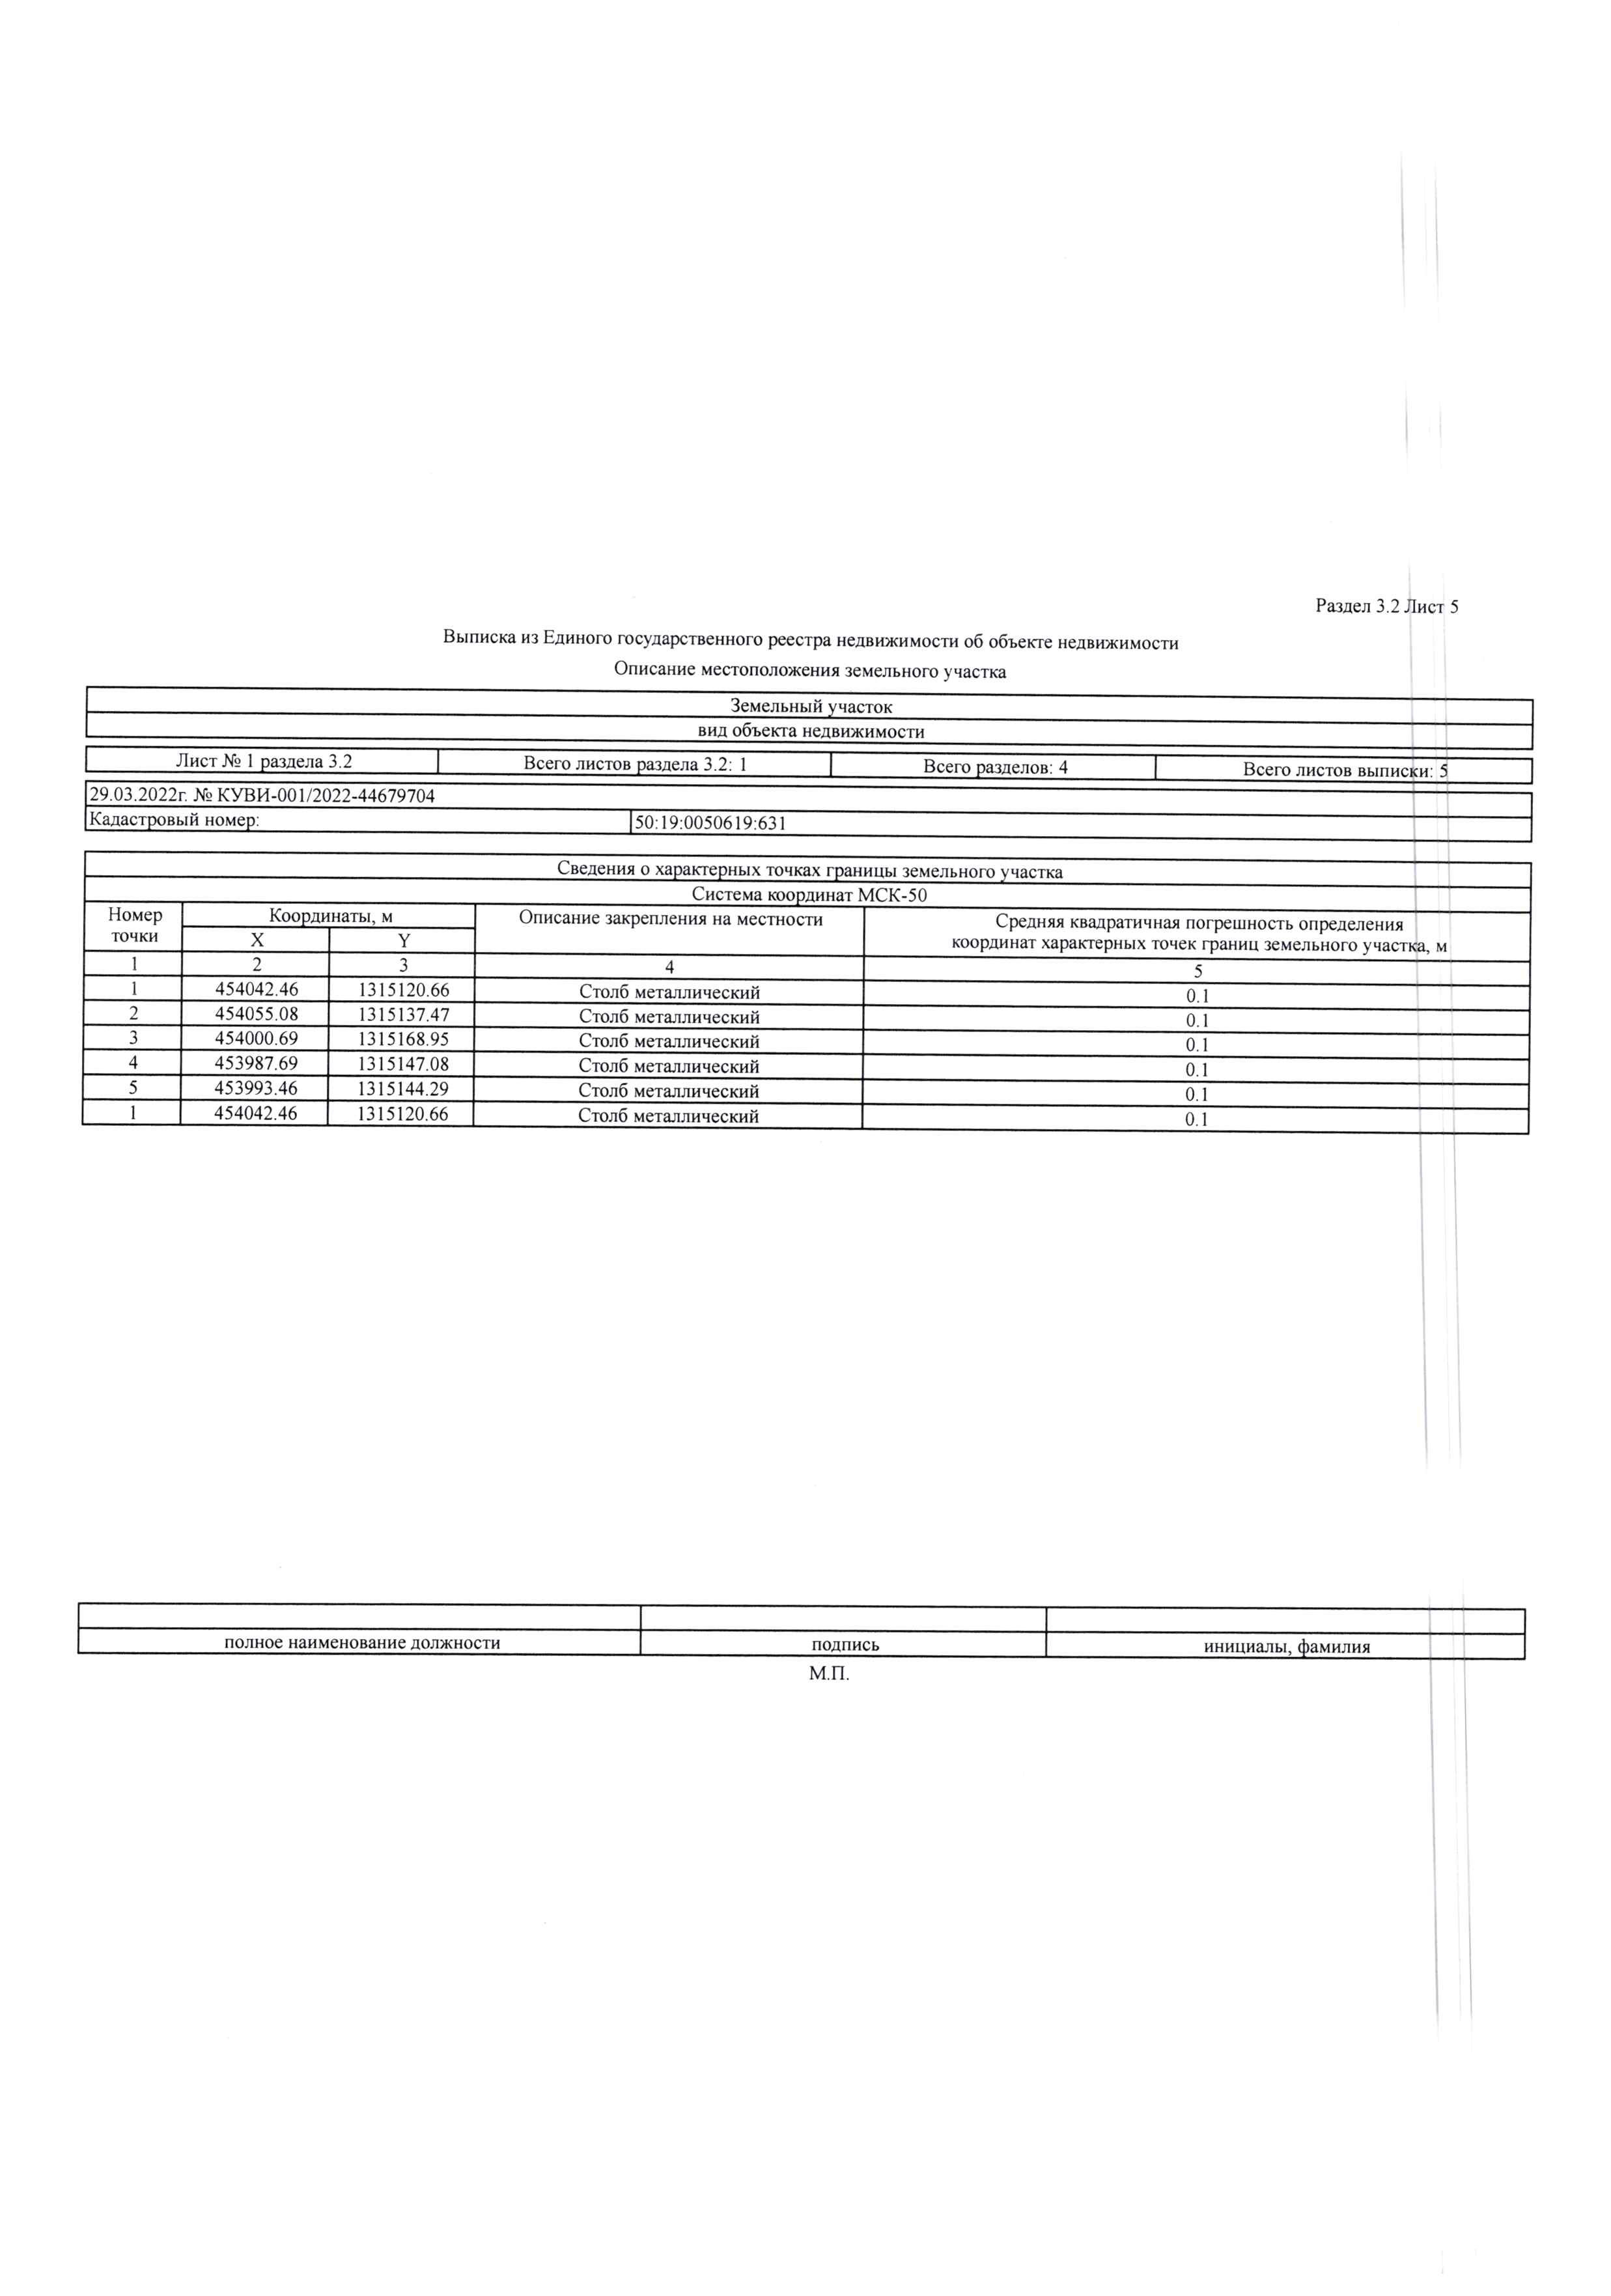 Раздел 3.2 Лист 5
Выписка из Единого государственного реестра недвижимости об объекте недвижимости
Описание местоположения земельного участка
Земельный участок
вид объекта недвижимости
Лист № 1 раздела 3.2 Всего листов раздела 3.2: 1 Всего разделов: 4 Всего листов выписки: 5
29.03.2022г. № КУВИ-001/2022-44679704
Кадастровый номер: 50:19:0050619:631
Сведения о характерных точках границы земельного участка
Система координат МСК-50
Номер точки Координаты, м Описание закрепления на местности Средняя квадратичная погрешность определения координат характерных точек границ земельного участка, м
X Y
1 2 3 4 5
1 454042.46 1315120.66 Столб металлический 0.1
2 454055.08 1315137.47 Столб металлический 0.1
3 454000.69 1315168.95 Столб металлический 0.1
4 453987.69 1315147.08 Столб металлический 0.1
5 453993.46 1315144.29 Столб металлический 0.1
1 454042.46 1315120.66 Столб металлический 0.1
полное наименование должности подпись инициалы, фамилия
М.П.